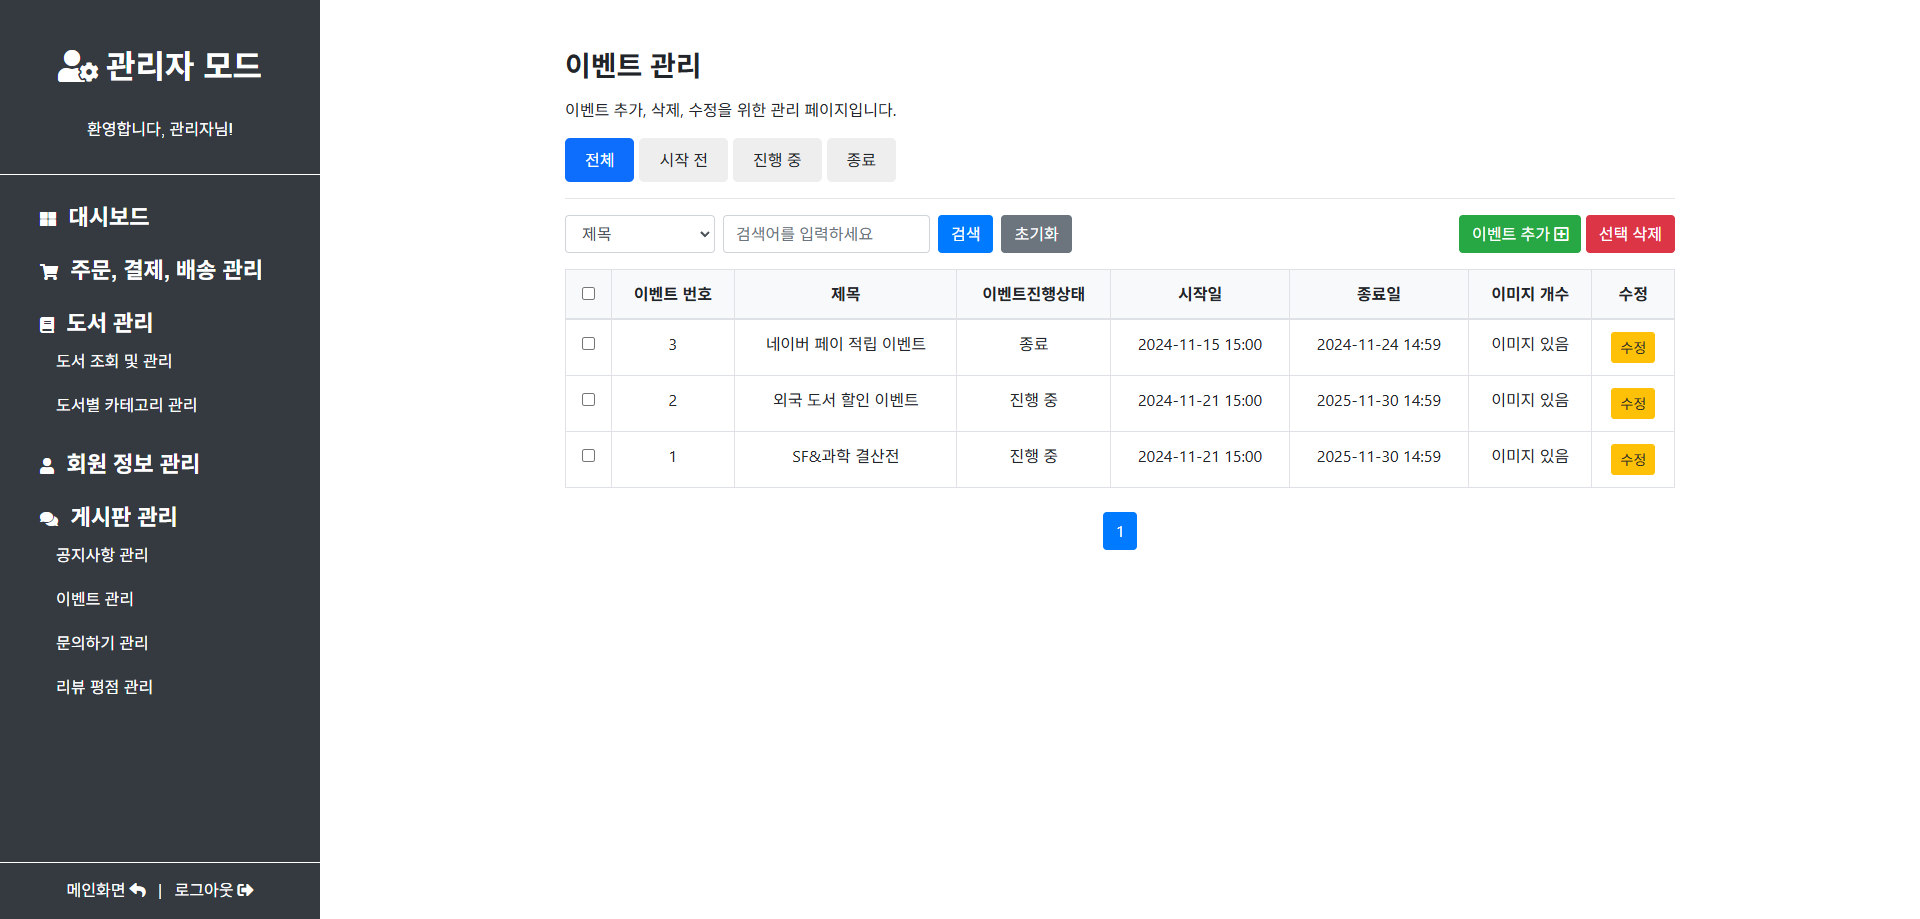 관리자 모드
환영합니다, 관리자님!
대시보드
주문, 결제, 배송 관리
도서 관리
도서 조회 및 관리
도서별 카테고리 관리
회원 정보 관리
게시판 관리
공지사항 관리
이벤트 관리
문의하기 관리
리뷰 평점 관리
메인화면 | 로그아웃
이벤트 관리
이벤트 추가, 삭제, 수정을 위한 관리 페이지입니다.
전체 시작 전 진행 중 종료
제목 검색어를 입력하세요 검색 초기화 이벤트 추가 선택 삭제
이벤트 번호 제목 이벤트진행상태 시작일 종료일 이미지 개수 수정
3 네이버 페이 적립 이벤트 종료 2024-11-15 15:00 2024-11-24 14:59 이미지 있음 수정
2 외국 도서 할인 이벤트 진행 중 2024-11-21 15:00 2025-11-30 14:59 이미지 있음 수정
1 SF&과학 결산전 진행 중 2024-11-21 15:00 2025-11-30 14:59 이미지 있음 수정
1